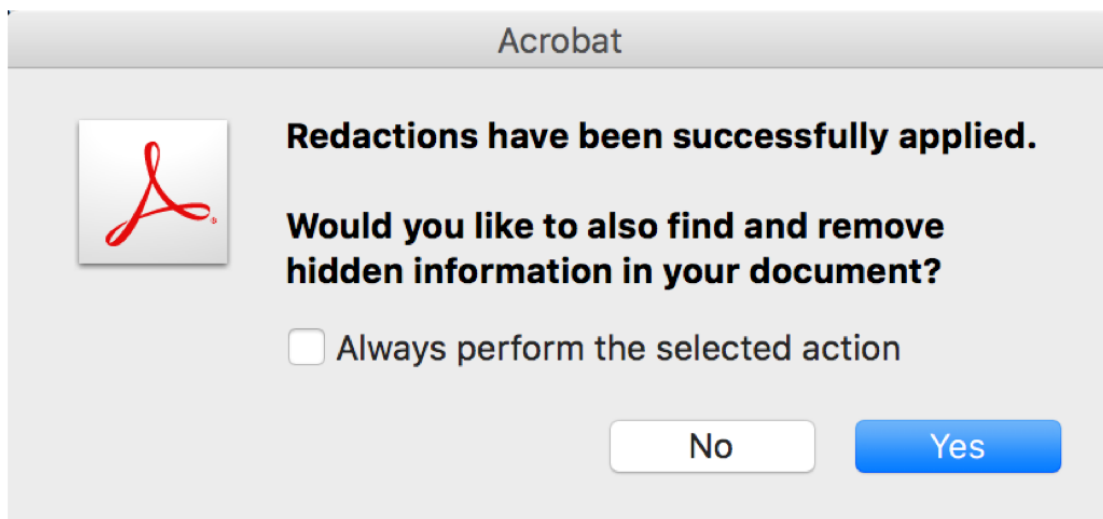 Acrobat
Redactions have been successfully applied.
Would you like to also find and remove
hidden information in your document?
Always perform the selected action
No
Yes